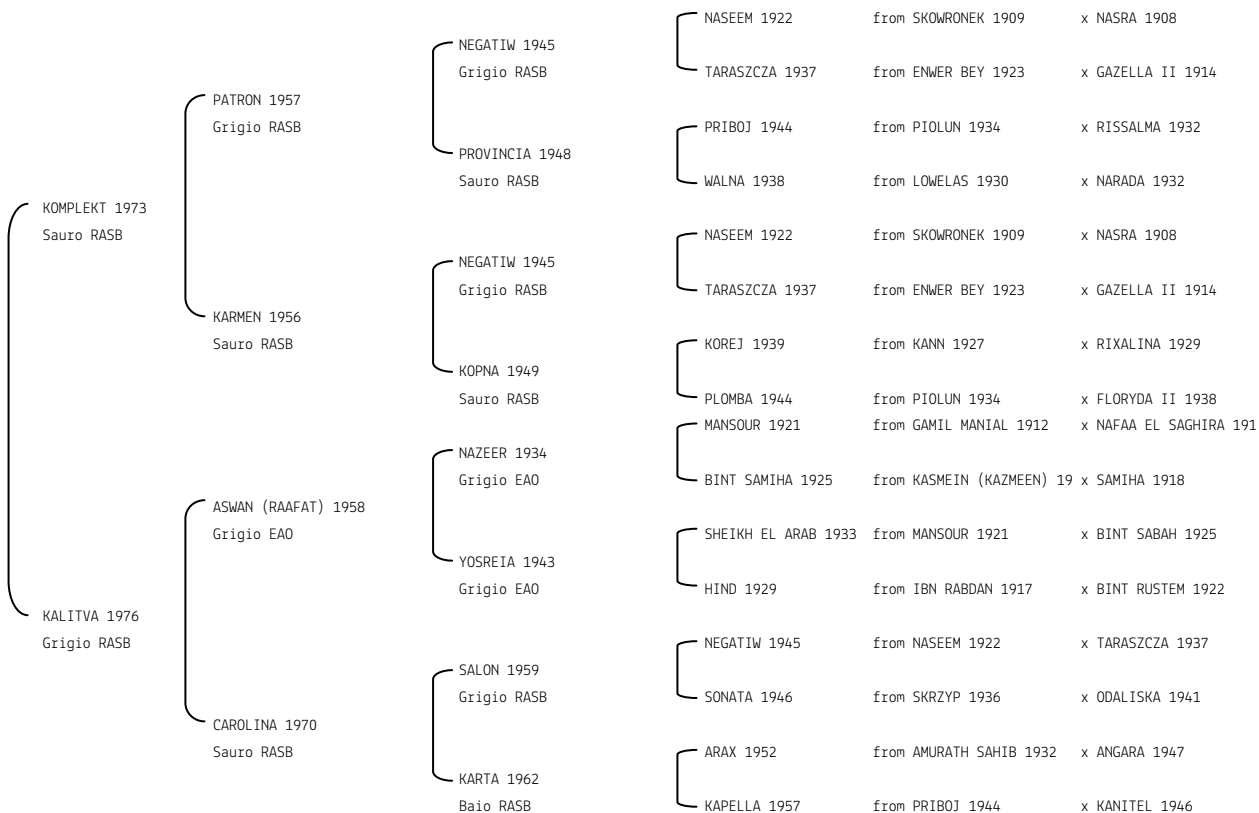 NASEEM 1922 from SKOWRONEK 1909 x NASRA 1908
NEGATIW 1945
Grigio RASB
TARASZCZA 1937 from ENWER BEY 1923 x GAZELLA II 1914
PATRON 1957
Grigio RASB
PRIBOJ 1944 from PIOLUN 1934 x RISSALMA 1932
PROVINCIA 1948
Sauro RASB
WALNA 1938 from LOWELAS 1930 x NARADA 1932
KOMPLEKT 1973
Sauro RASB
NASEEM 1922 from SKOWRONEK 1909 x NASRA 1908
NEGATIW 1945
Grigio RASB
TARASZCZA 1937 from ENWER BEY 1923 x GAZELLA II 1914
KARMEN 1956
Sauro RASB
KOREJ 1939 from KANN 1927 x RIXALINA 1929
KOPNA 1949
Sauro RASB
PLOMBA 1944 from PIOLUN 1934 x FLORYDA II 1938
MANSOUR 1921 from GAMIL MANIAL 1912 x NAFAA EL SAGHIRA 191
NAZEER 1934
Grigio EAO
BINT SAMIHA 1925 from KASMEIN (KAZMEEN) 19 x SAMIHA 1918
ASWAN (RAAFAT) 1958
Grigio EAO
SHEIKH EL ARAB 1933 from MANSOUR 1921 x BINT SABAH 1925
YOSREIA 1943
Grigio EAO
HIND 1929 from IBN RABDAN 1917 x BINT RUSTEM 1922
KALITVA 1976
Grigio RASB
NEGATIW 1945 from NASEEM 1922 x TARASZCZA 1937
SALON 1959
Grigio RASB
SONATA 1946 from SKRZYP 1936 x ODALISKA 1941
CAROLINA 1970
Sauro RASB
ARAX 1952 from AMURATH SAHIB 1932 x ANGARA 1947
KARTA 1962
Baio RASB
KAPELLA 1957 from PRIBOJ 1944 x KANITEL 1946